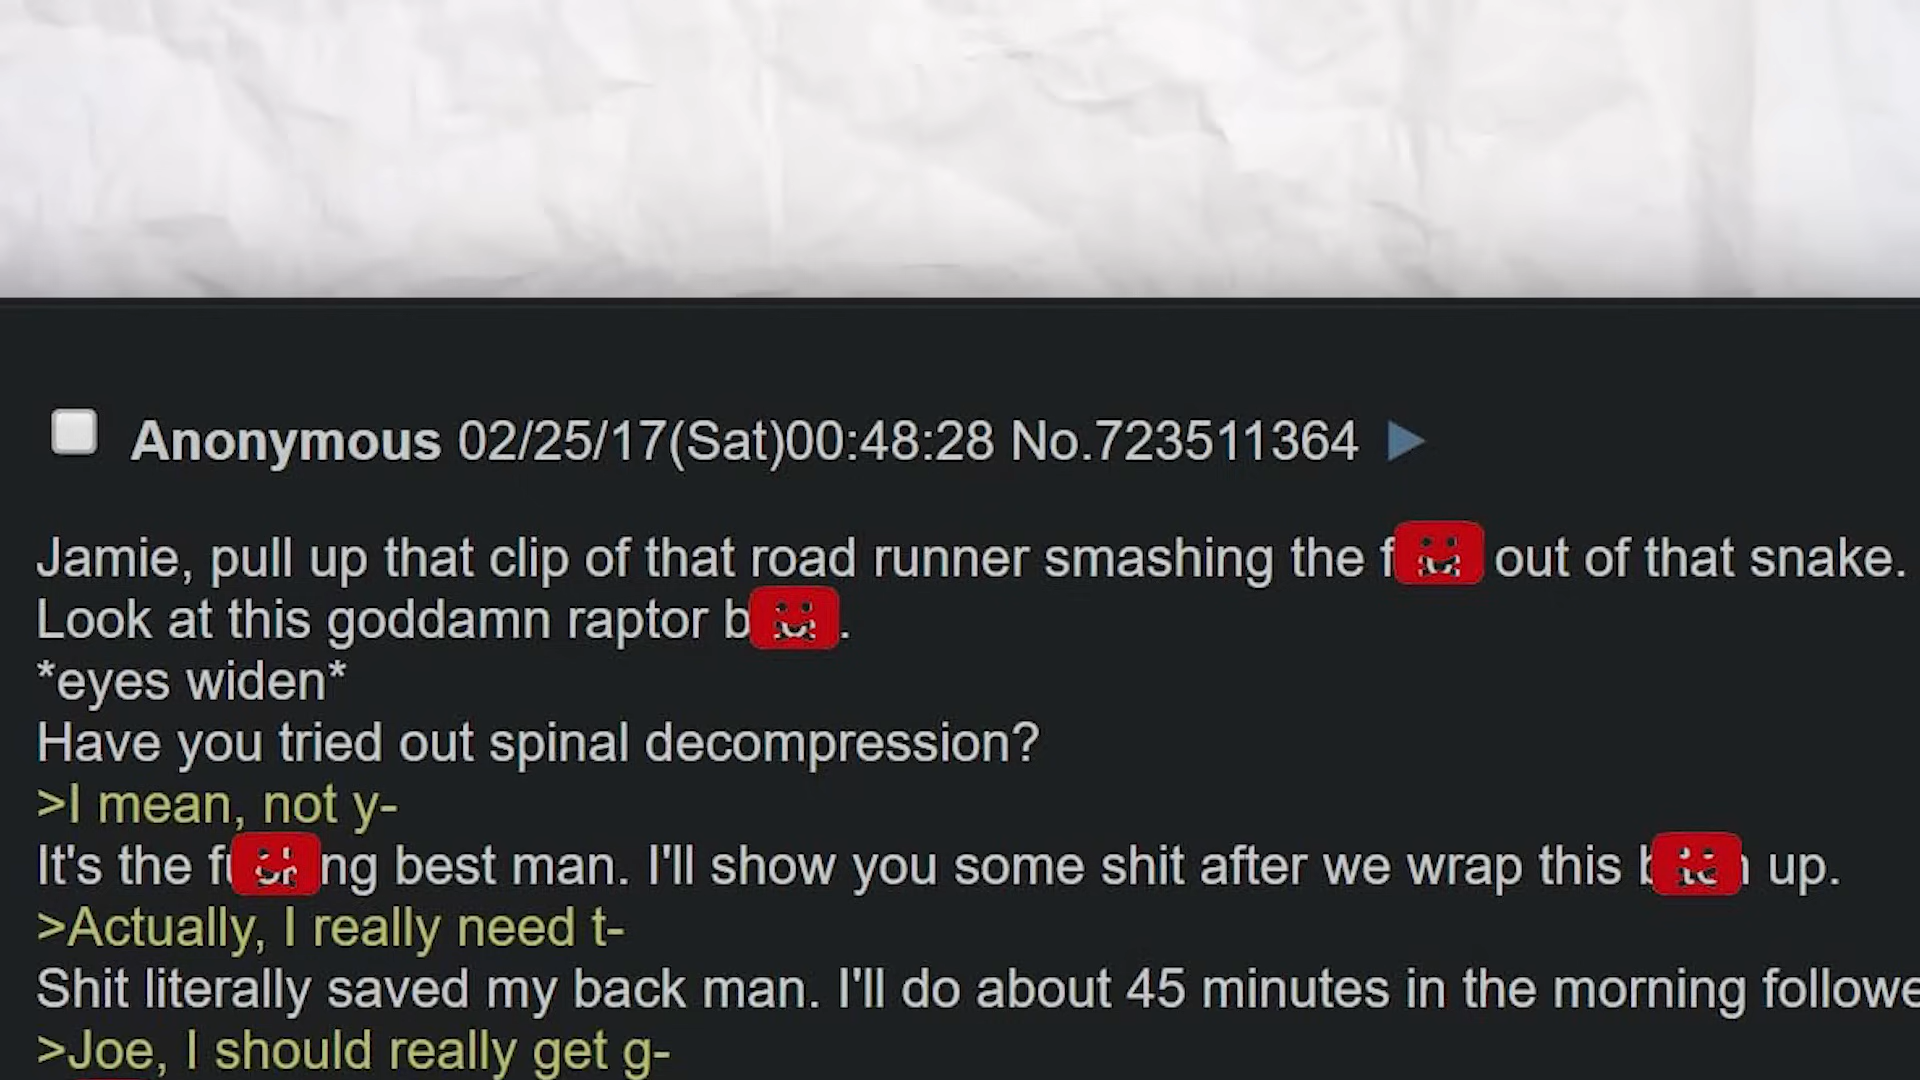 Anonymous 02/25/17(Sat)00:48:28 No.723511364
Jamie, pull up that clip of that road runner smashing the f out of that snake.
Look at this goddamn raptor b.
*eyes widen*
Have you tried out spinal decompression?
>I mean, not y-
It's the fng best man. I'll show you some shit after we wrap this up.
>Actually, I really need t-
Shit literally saved my back man. I'll do about 45 minutes in the morning followe
>Joe, I should really get g-